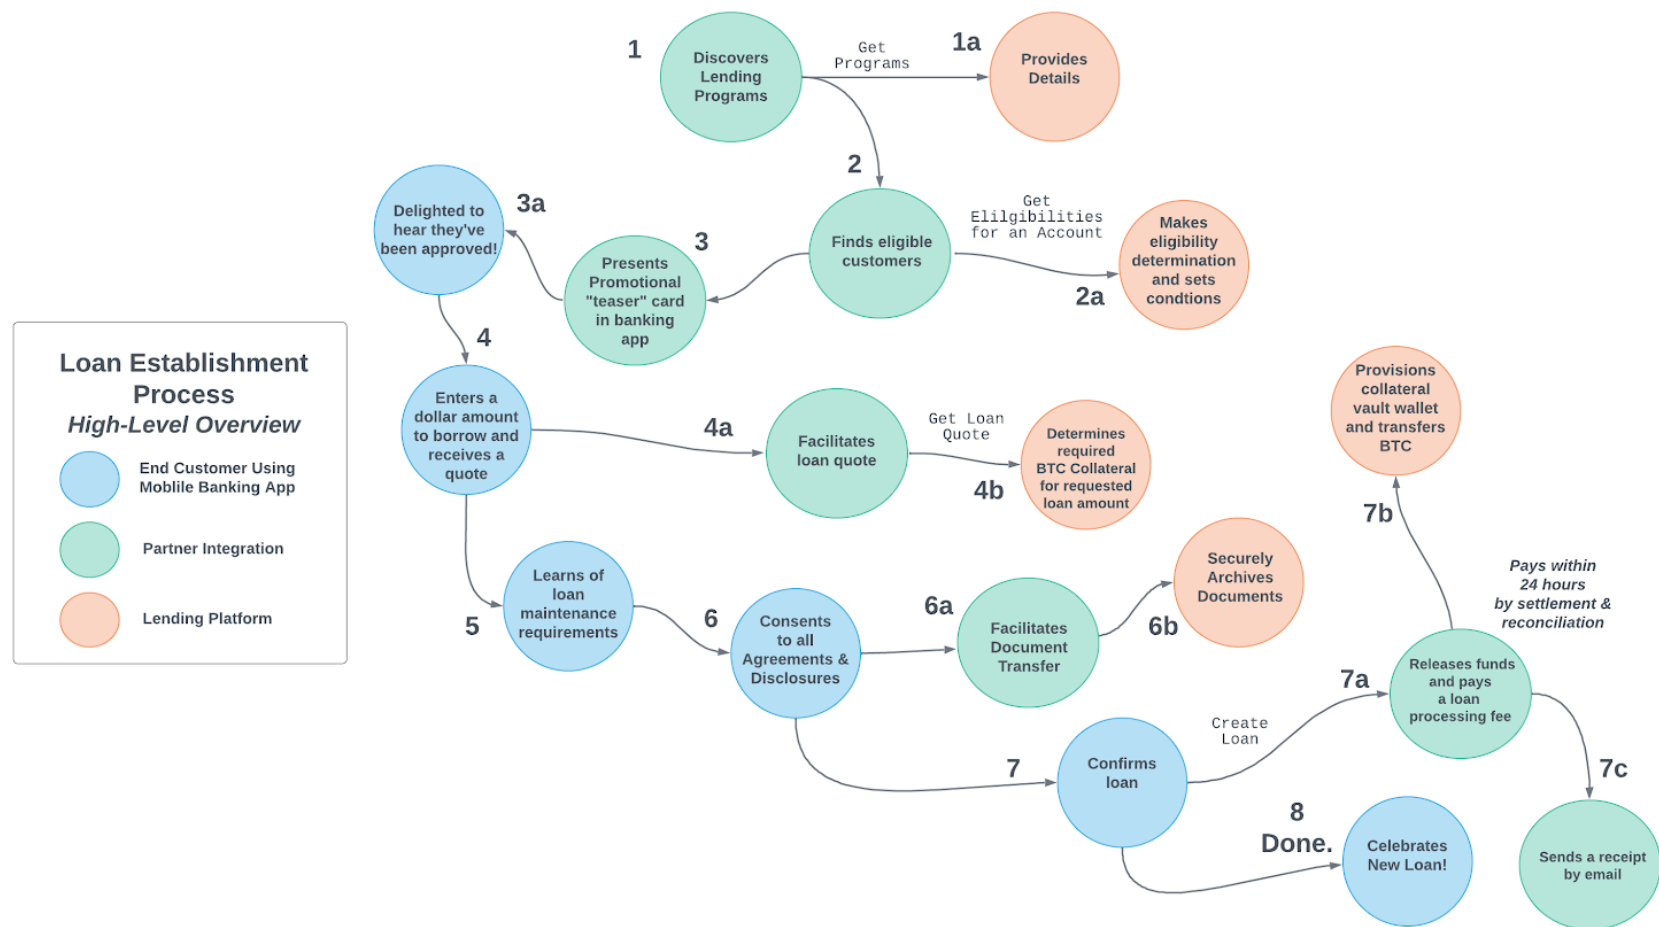 1
Discovers
Lending
Programs
Get
Programs
1a
Provides
Details
2
Finds eligible
customers
Get
Elilgibilities
for an Account
2a
Makes
eligibility
determination
and sets
condtions
3
Presents
Promotional
"teaser" card
in banking
app
3a
Delighted to
hear they've
been approved!
4
Enters a
dollar amount
to borrow and
receives a
quote
4a
Facilitates
loan quote
Get Loan
Quote
4b
Determines
required
BTC Collateral
for requested
loan amount
5
Learns of
loan
maintenance
requirements
6
Consents
to all
Agreements &
Disclosures
6a
Facilitates
Document
Transfer
6b
Securely
Archives
Documents
7
Confirms
loan
Create
Loan
7a
Releases funds
and pays
a loan
processing fee
Pays within
24 hours
by settlement &
reconciliation
7b
Provisions
collateral
vault wallet
and transfers
BTC
7c
Sends a receipt
by email
8
Done.
Celebrates
New Loan!
Loan Establishment
Process
High-Level Overview
End Customer Using
Moblile Banking App
Partner Integration
Lending Platform